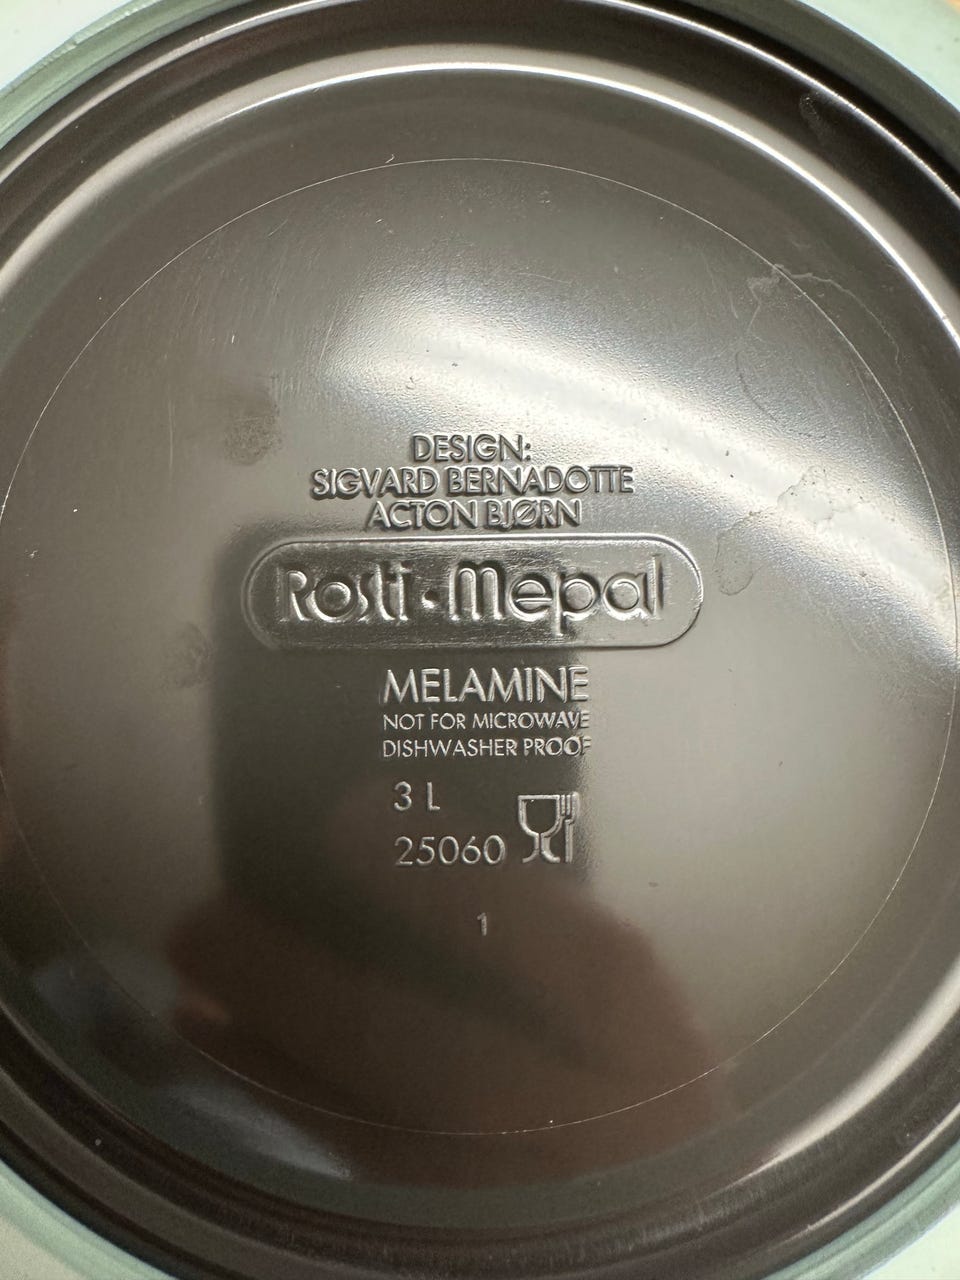 DESIGN:
SIGVARD BERNADOTTE
ACTON BJØRN
Rosti·Mepal
MELAMINE
NOT FOR MICROWAVE
DISHWASHER PROOF
3 L
25060
1